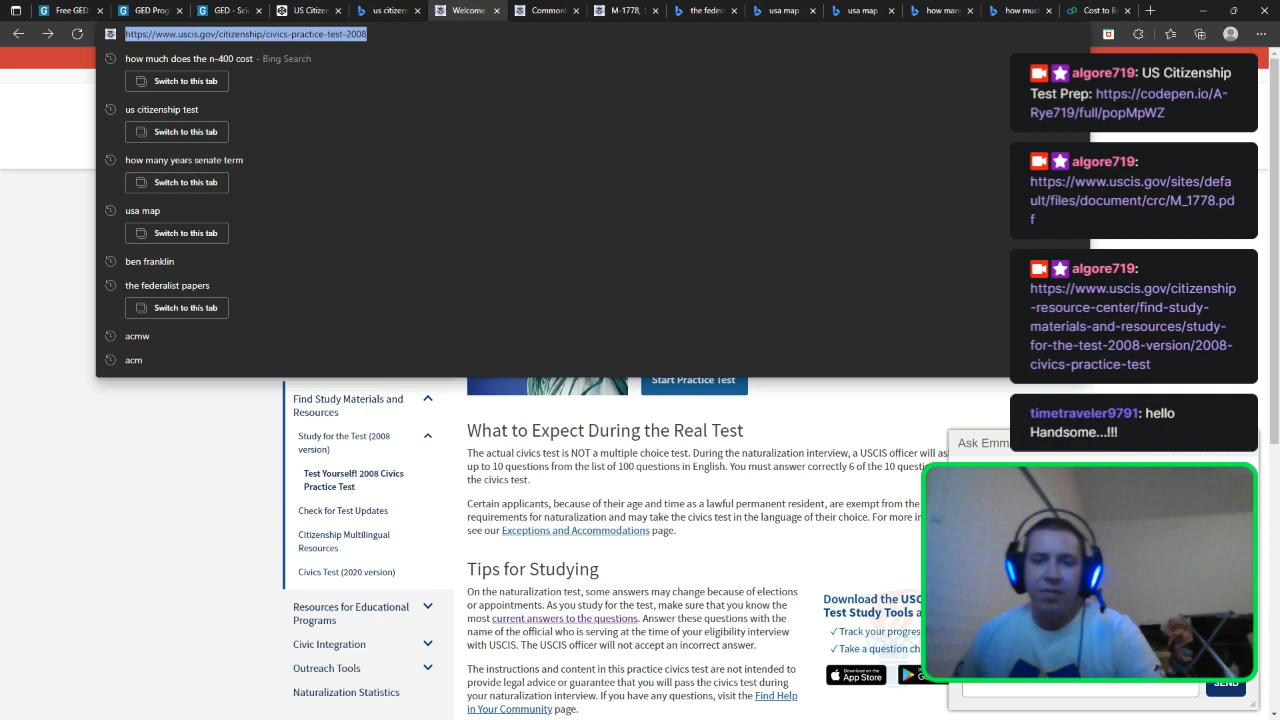 GED - Free
GED Prog
GED - Sci
US Citizen
us citizen
Welcome
Common
M-1778,
the feder
usa map
usa map
how man
how muc
Cost to B
https://www.uscis.gov/citizenship/civics-practice-test-2008
how much does the n-400 cost - Bing Search
Switch to this tab
us citizenship test
Switch to this tab
how many years senate term
Switch to this tab
usa map
Switch to this tab
ben franklin
the federalist papers
Switch to this tab
acmw
acm
Start Practice Test
Find Study Materials and
Resources
Study for the Test (2008
version)
Test Yourself! 2008 Civics
Practice Test
Check for Test Updates
Citizenship Multilingual
Resources
Civics Test (2020 version)
Resources for Educational
Programs
Civic Integration
Outreach Tools
Naturalization Statistics
What to Expect During the Real Test
The actual civics test is NOT a multiple choice test. During the naturalization interview, a USCIS officer will as
up to 10 questions from the list of 100 questions in English. You must answer correctly 6 of the 10 questi
the civics test.
Certain applicants, because of their age and time as a lawful permanent resident, are exempt from the
requirements for naturalization and may take the civics test in the language of their choice. For more in
see our Exceptions and Accommodations page.
Tips for Studying
On the naturalization test, some answers may change because of elections
or appointments. As you study for the test, make sure that you know the
most current answers to the questions. Answer these questions with the
name of the official who is serving at the time of your eligibility interview
with USCIS. The USCIS officer will not accept an incorrect answer.
The instructions and content in this practice civics test are not intended to
provide legal advice or guarantee that you will pass the civics test during
your naturalization interview. If you have any questions, visit the Find Help
in Your Community page.
Download the USC
Test Study Tools a
✓ Track your progres
✓ Take a question ch
Download on the
App Store
Ask Emm
SEND
algore719: US Citizenship
Test Prep: https://codepen.io/A-
Rye719/full/popMpWZ
algore719:
https://www.uscis.gov/sites/defa
ult/files/document/crc/M_1778.pd
f
algore719:
https://www.uscis.gov/citizenship
-resource-center/find-study-
materials-and-resources/study-
for-the-test-2008-version/2008-
civics-practice-test
timetraveler9791: hello
Handsome...!!!